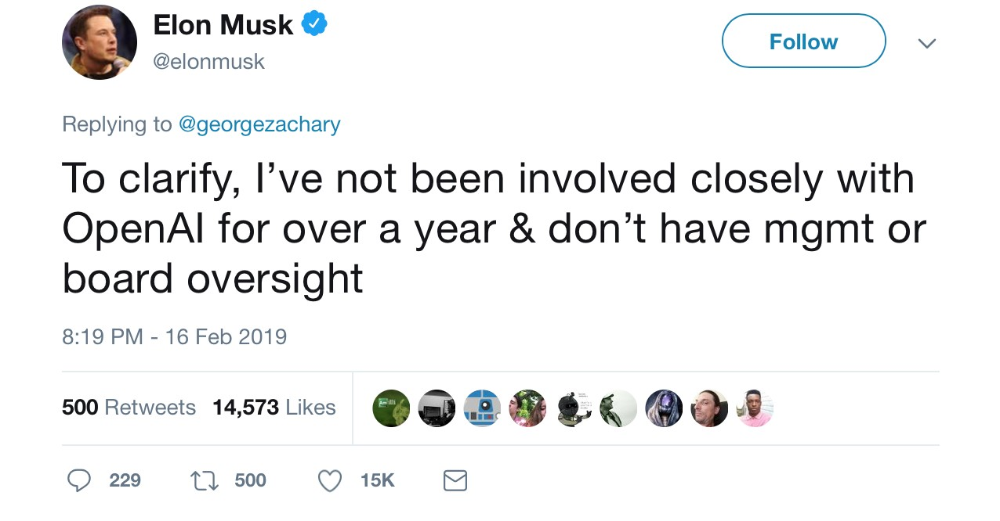 Elon Musk
@elonmusk
Follow
Replying to @georgezachary
To clarify, I’ve not been involved closely with
OpenAI for over a year & don’t have mgmt or
board oversight
8:19 PM - 16 Feb 2019
500 Retweets 14,573 Likes
229 500 15K